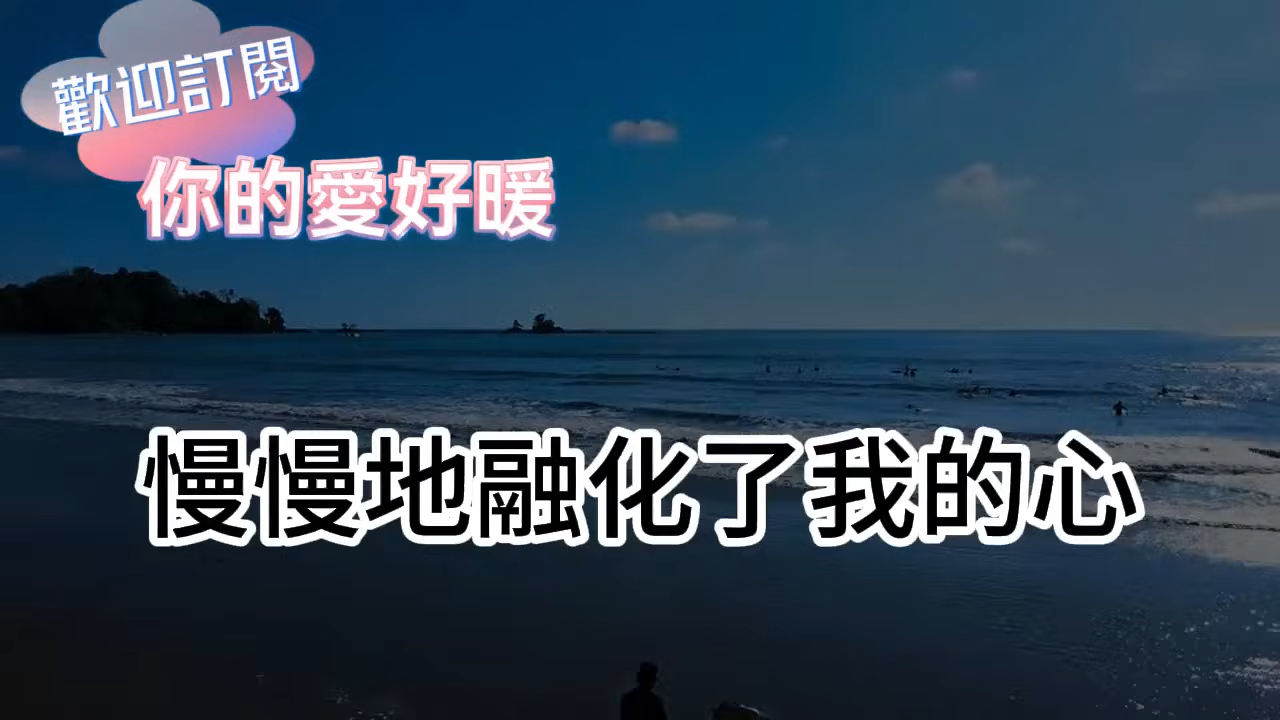 歡迎訂閱
你的愛好暖
慢慢地融化了我的心